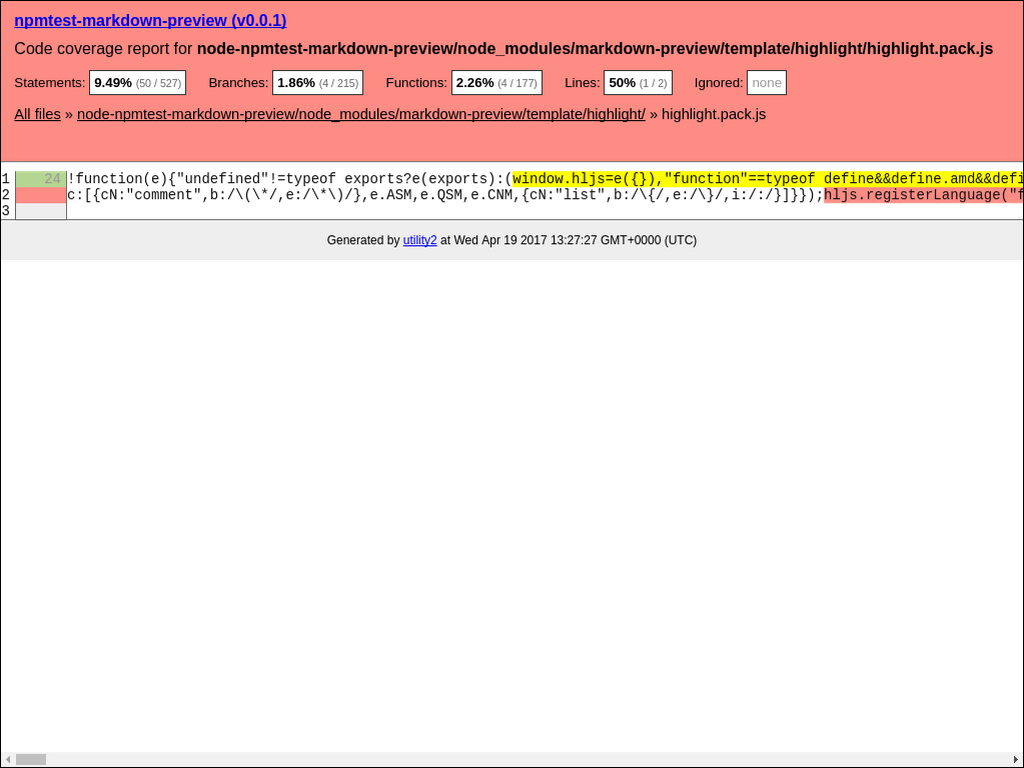 npmtest-markdown-preview (v0.0.1)
Code coverage report for node-npmtest-markdown-preview/node_modules/markdown-preview/template/highlight/highlight.pack.js
Statements: 9.49% (50 / 527) Branches: 1.86% (4 / 215) Functions: 2.26% (4 / 177) Lines: 50% (1 / 2) Ignored: none
All files » node-npmtest-markdown-preview/node_modules/markdown-preview/template/highlight/ » highlight.pack.js
1 24 !function(e){"undefined"!=typeof exports?e(exports):(window.hljs=e({}),"function"==typeof define&&define.amd&&defi
2 c:[{cN:"comment",b:/\(\*/,e:/\*\)/},e.ASM,e.QSM,e.CNM,{cN:"list",b:/\{/,e:/\}/,i:/:/}]}});hljs.registerLanguage("f
3
Generated by utility2 at Wed Apr 19 2017 13:27:27 GMT+0000 (UTC)